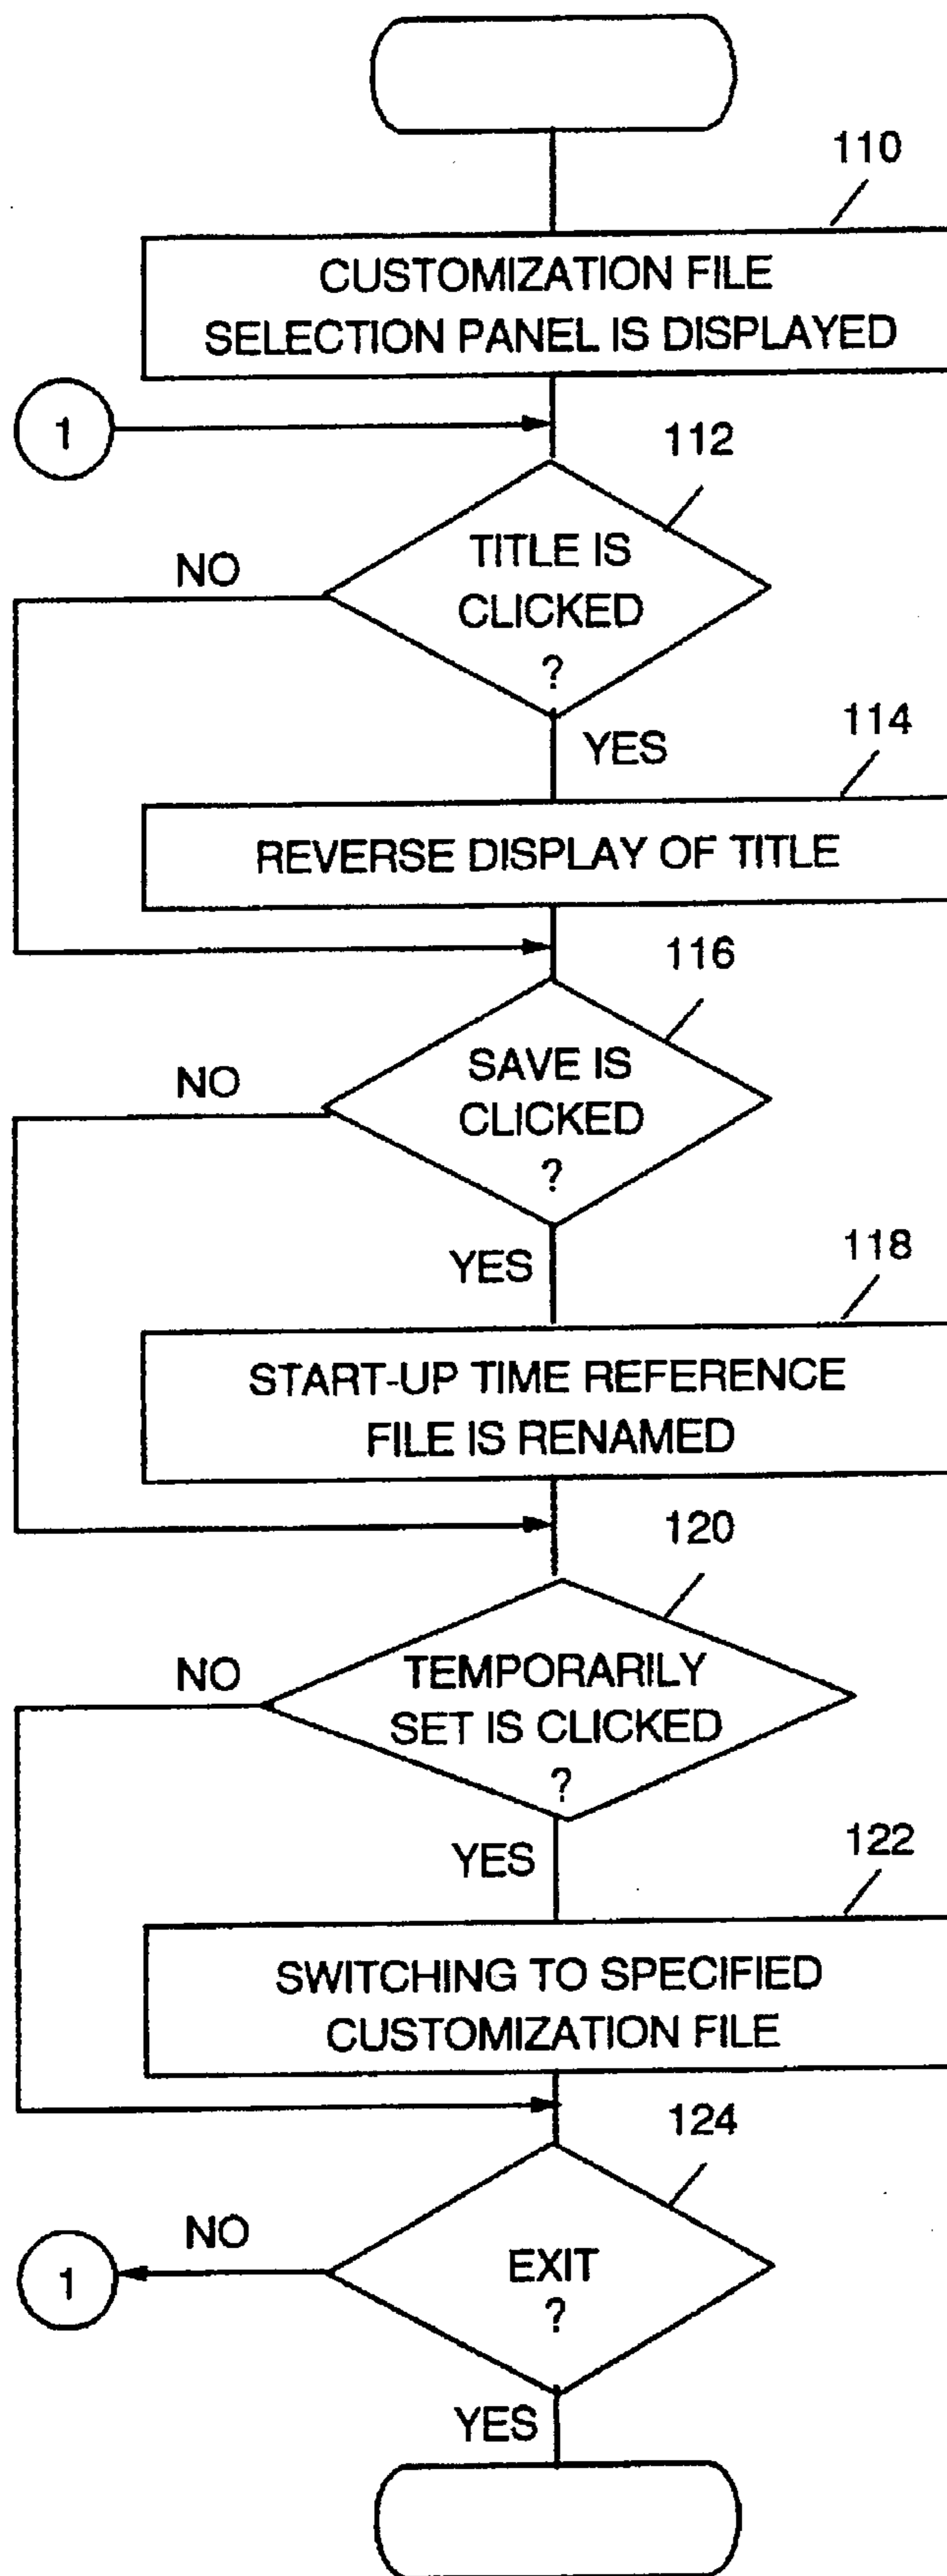 110
CUSTOMIZATION FILE
SELECTION PANEL IS DISPLAYED
1
112
TITLE IS
CLICKED
?
NO
YES
114
REVERSE DISPLAY OF TITLE
116
SAVE IS
CLICKED
?
NO
YES
118
START-UP TIME REFERENCE
FILE IS RENAMED
120
TEMPORARILY
SET IS CLICKED
?
NO
YES
122
SWITCHING TO SPECIFIED
CUSTOMIZATION FILE
124
EXIT
?
NO
1
YES